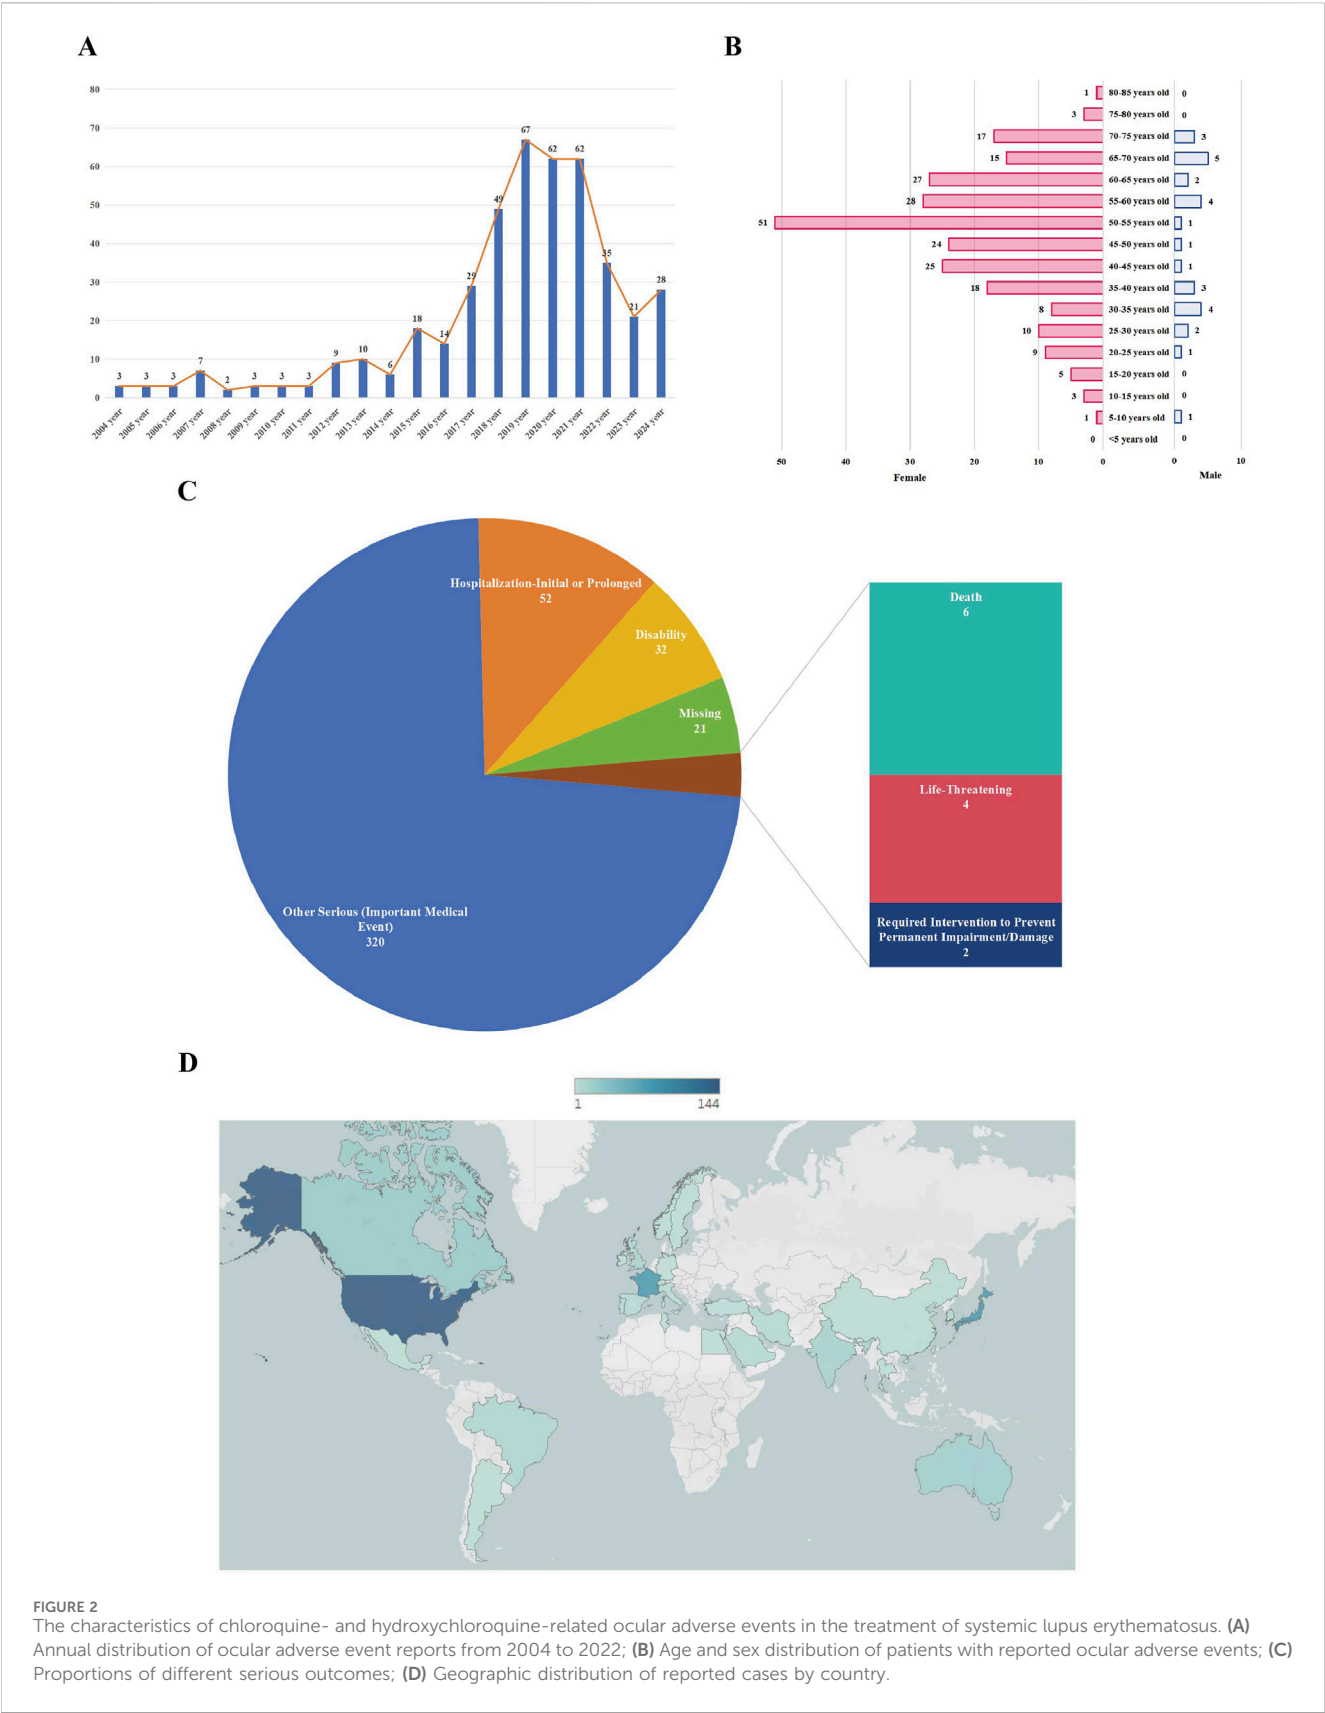 A
80
70
60
50
40
30
20
10
0
3
3
3
7
2
3
3
3
9
10
6
18
14
29
49
67
62
62
35
21
28
2004 year
2005 year
2006 year
2007 year
2008 year
2009 year
2010 year
2011 year
2012 year
2013 year
2014 year
2015 year
2016 year
2017 year
2018 year
2019 year
2020 year
2021 year
2022 year
2023 year
2024 year
B
1 80-85 years old 0
3 75-80 years old 0
17 70-75 years old 3
15 65-70 years old 5
27 60-65 years old 2
28 55-60 years old 4
51 50-55 years old 1
24 45-50 years old 1
25 40-45 years old 1
18 35-40 years old 3
8 30-35 years old 4
10 25-30 years old 2
9 20-25 years old 1
5 15-20 years old 0
3 10-15 years old 0
1 5-10 years old 1
0 <5 years old 0
50 40 30 20 10 0 0 10
Female Male
C
Hospitalization-Initial or Prolonged
52
Disability
32
Missing
21
Other Serious (Important Medical
Event)
320
Death
6
Life-Threatening
4
Required Intervention to Prevent
Permanent Impairment/Damage
2
D
1 144
FIGURE 2
The characteristics of chloroquine- and hydroxychloroquine-related ocular adverse events in the treatment of systemic lupus erythematosus. (A)
Annual distribution of ocular adverse event reports from 2004 to 2022; (B) Age and sex distribution of patients with reported ocular adverse events; (C)
Proportions of different serious outcomes; (D) Geographic distribution of reported cases by country.